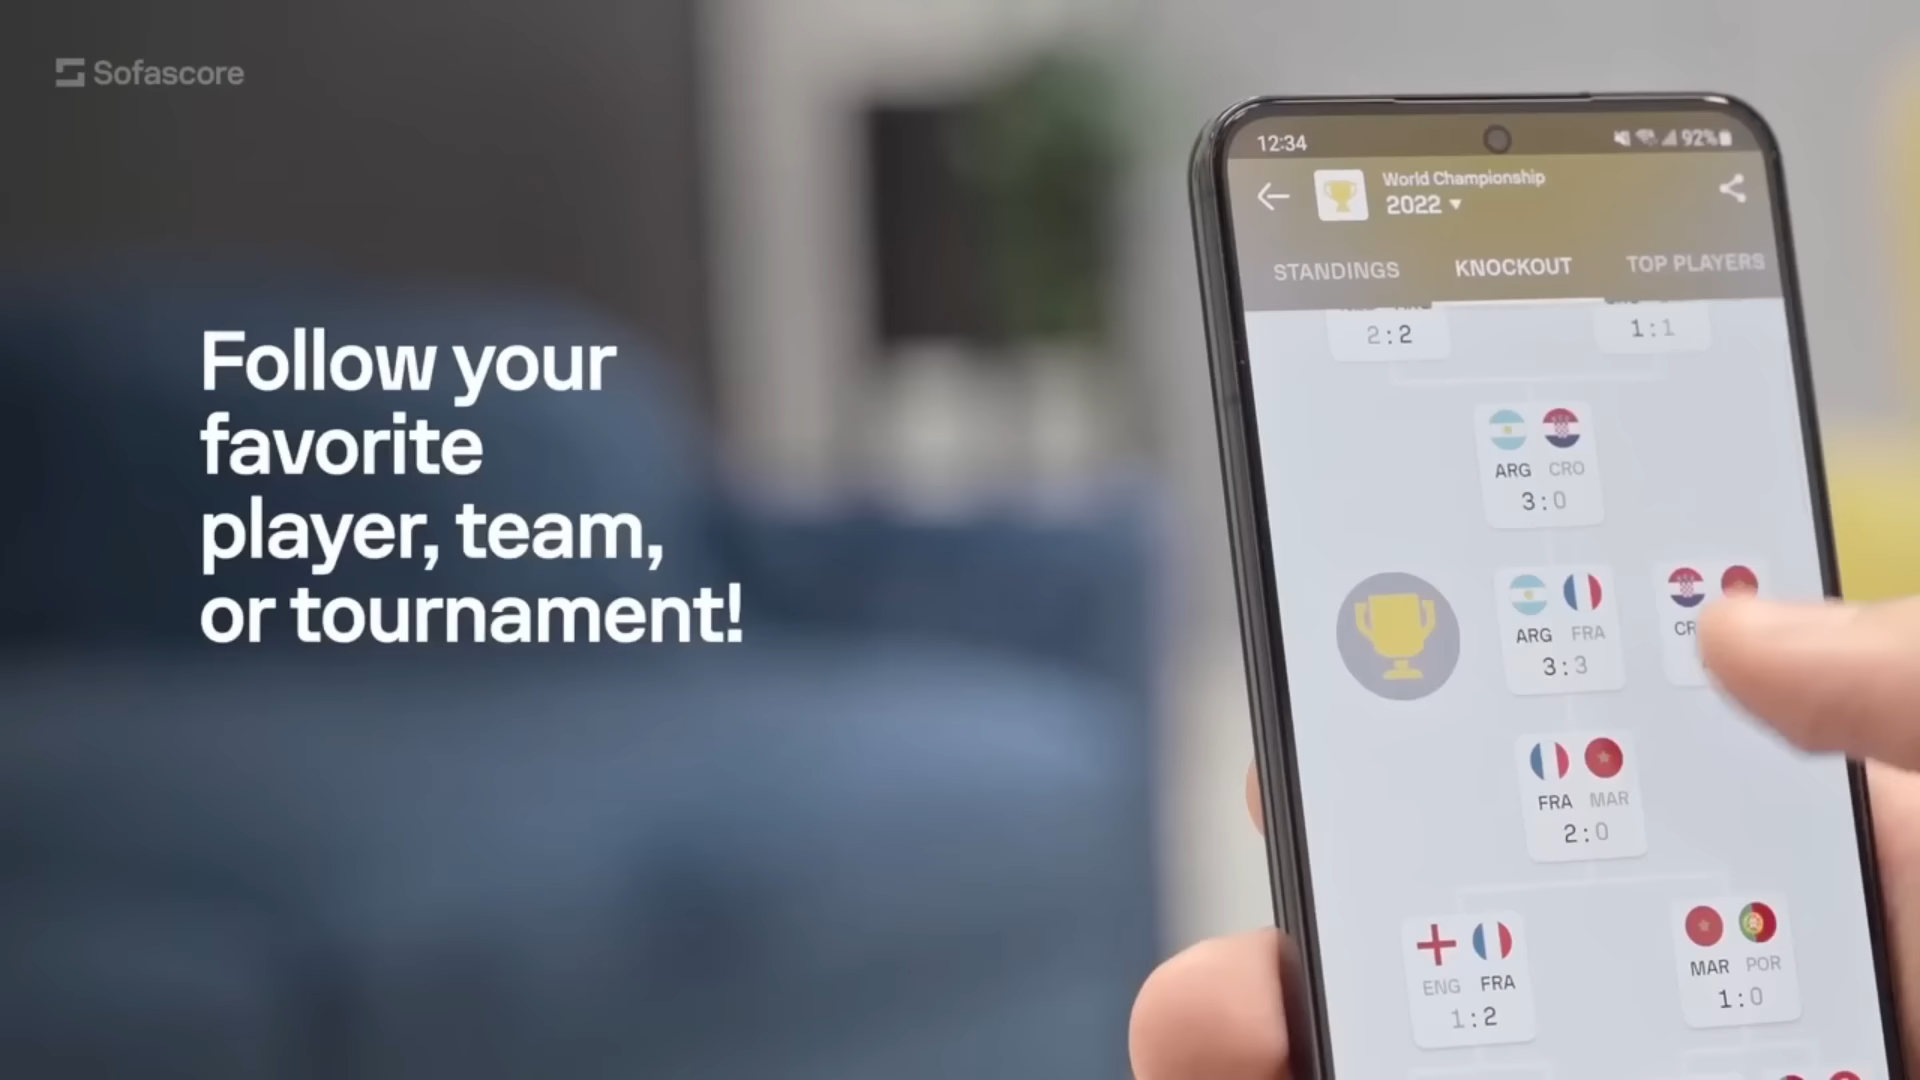 Sofascore
Follow your
favorite
player, team,
or tournament!
12:34
92%
World Championship
2022
STANDINGS KNOCKOUT TOP PLAYERS
2:2
1:1
ARG CRO
3:0
ARG FRA
3:3
FRA MAR
2:0
ENG FRA
1:2
MAR POR
1:0